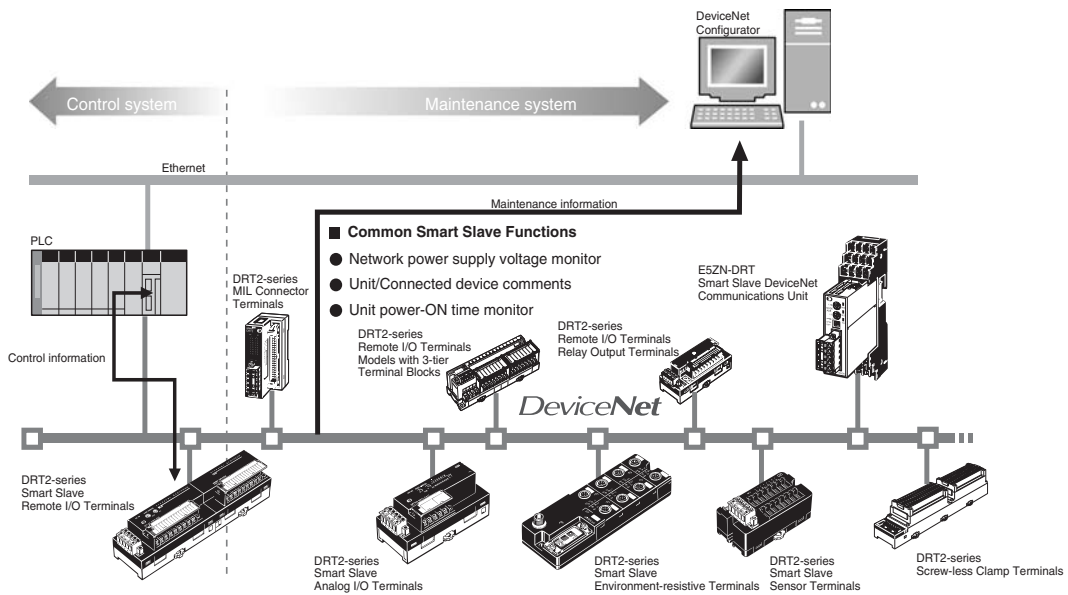 DeviceNet
Configurator
Control system
Maintenance system
Ethernet
Maintenance information
PLC
■ Common Smart Slave Functions
● Network power supply voltage monitor
● Unit/Connected device comments
● Unit power-ON time monitor
DRT2-series
MIL Connector
Terminals
E5ZN-DRT
Smart Slave DeviceNet
Communications Unit
DRT2-series
Remote I/O Terminals
Models with 3-tier
Terminal Blocks
DRT2-series
Remote I/O Terminals
Relay Output Terminals
Control information
DeviceNet
DRT2-series
Smart Slave
Remote I/O Terminals
DRT2-series
Smart Slave
Analog I/O Terminals
DRT2-series
Smart Slave
Environment-resistive Terminals
DRT2-series
Smart Slave
Sensor Terminals
DRT2-series
Screw-less Clamp Terminals